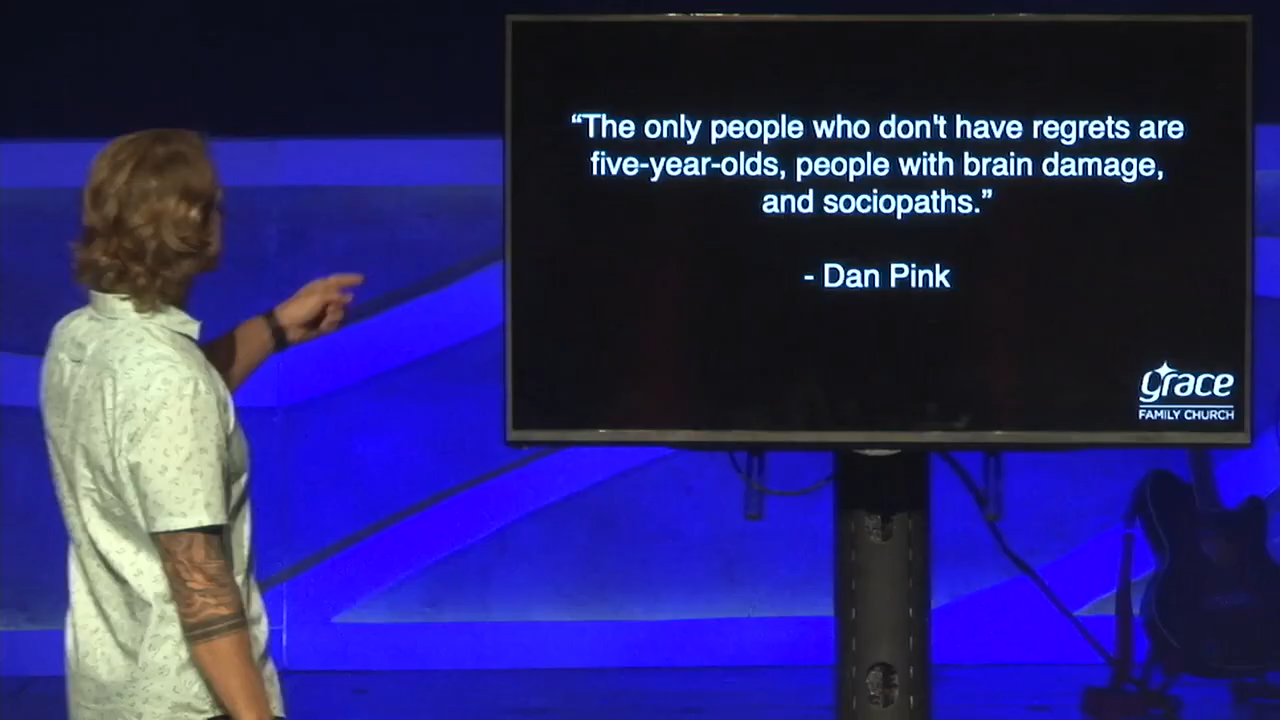 “The only people who don't have regrets are
five-year-olds, people with brain damage,
and sociopaths.”
- Dan Pink
grace
FAMILY CHURCH